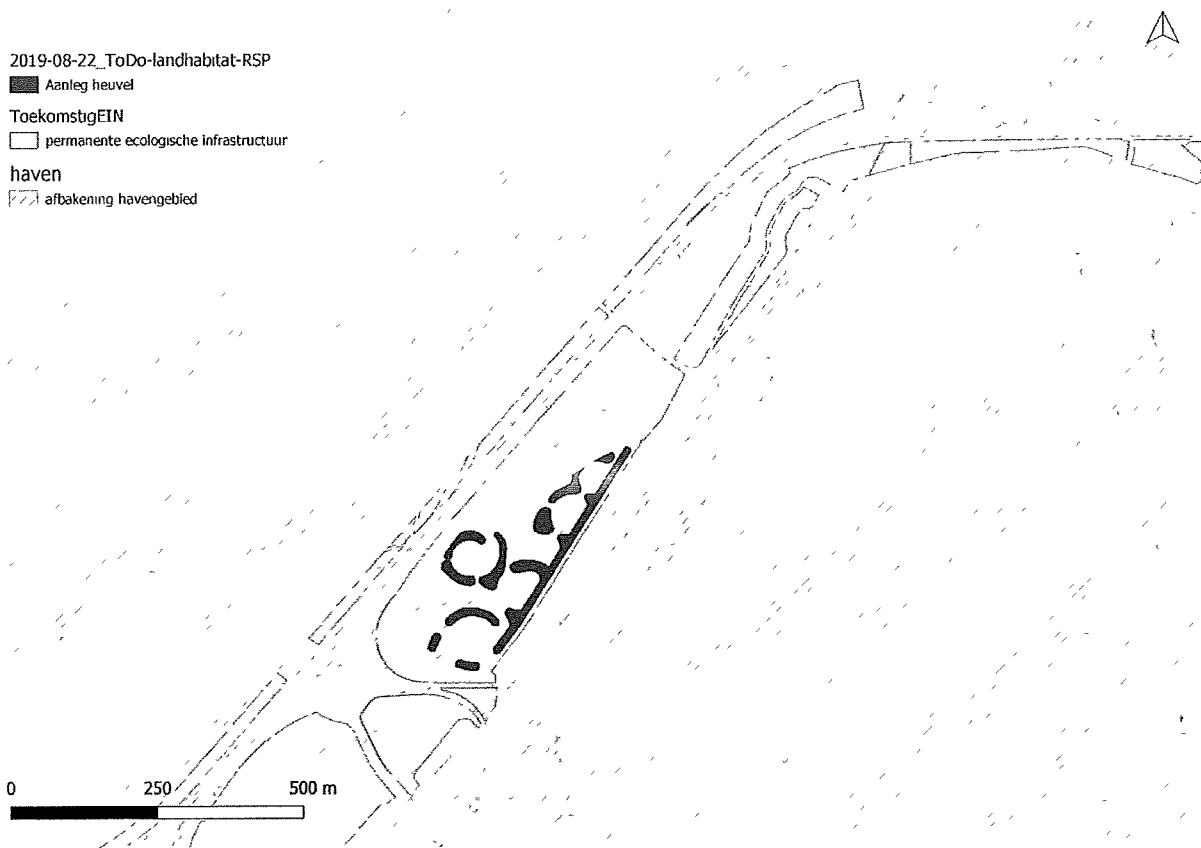 2019-08-22_ToDo-landhabitat-RSP
Aanleg heuvel
ToekomstigEIN
permanente ecologische infrastructuur
haven
afbakening havengebied
0 250 500 m